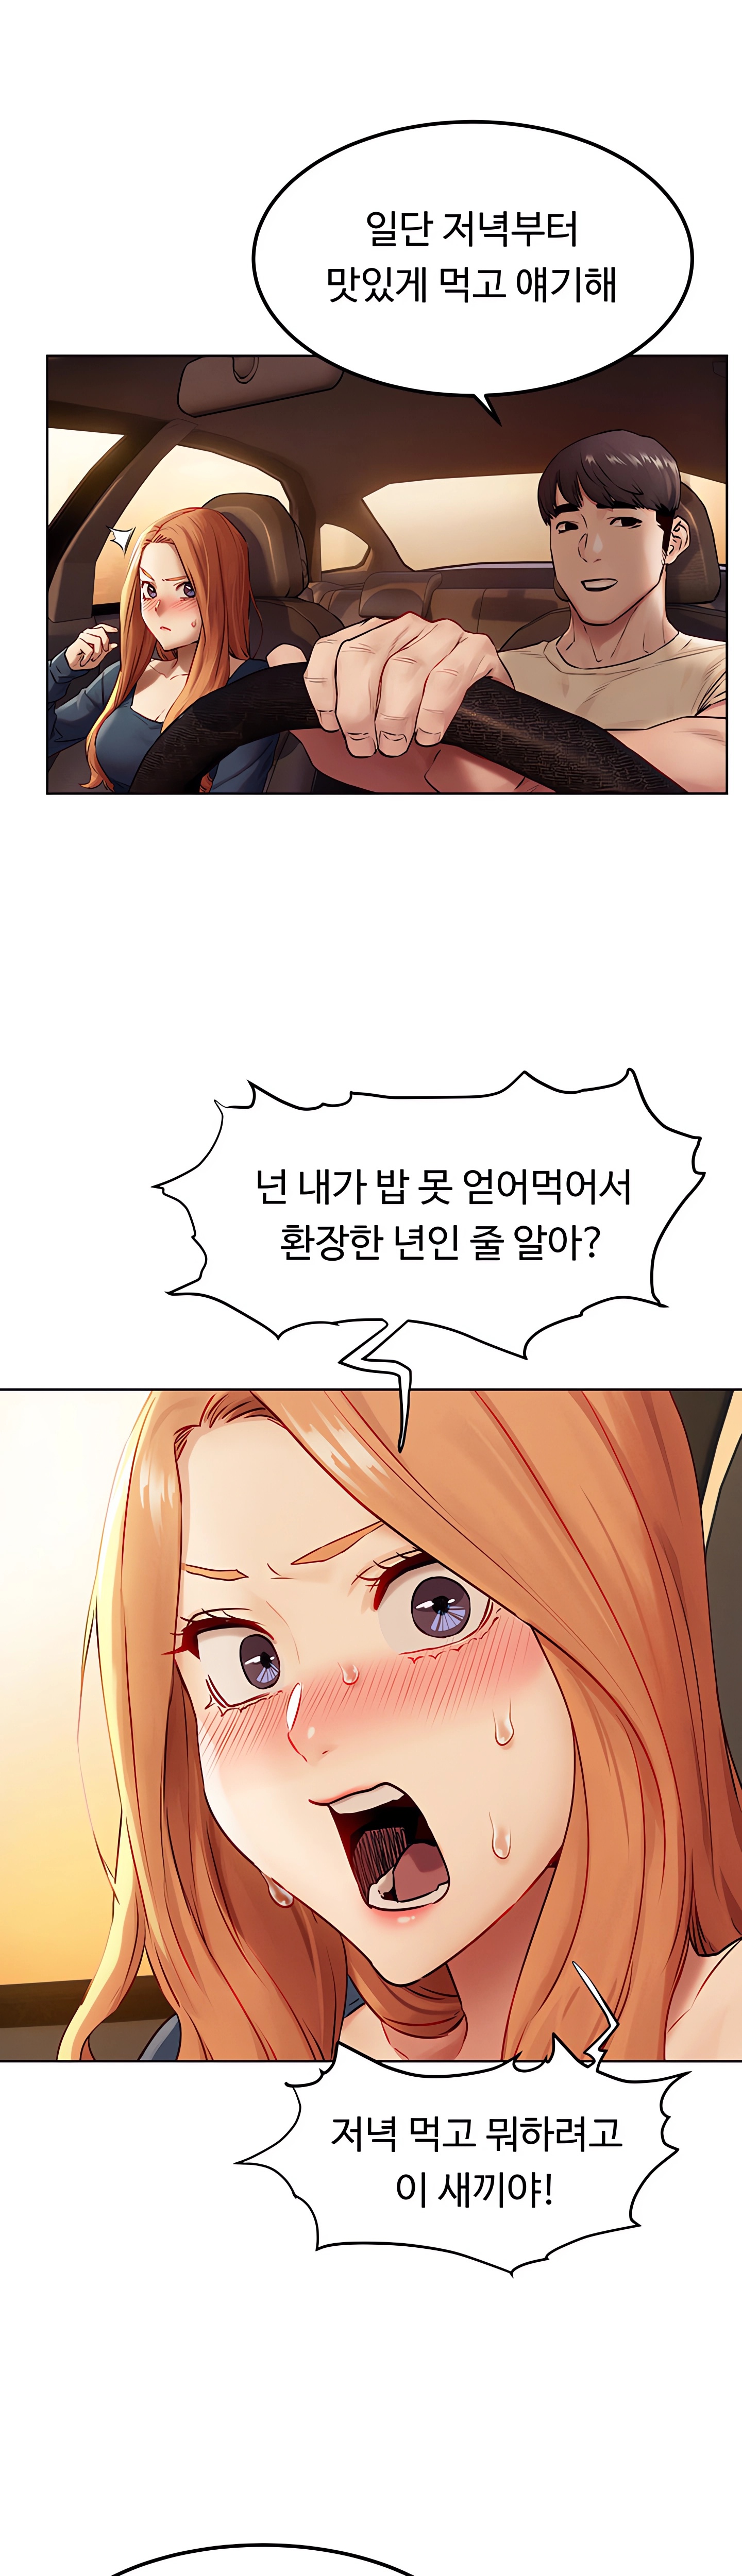 일단 저녁부터
맛있게 먹고 얘기해
넌 내가 밥 못 얻어먹어서
환장한 년인 줄 알아?
저녁 먹고 뭐하려고
이 새끼야!